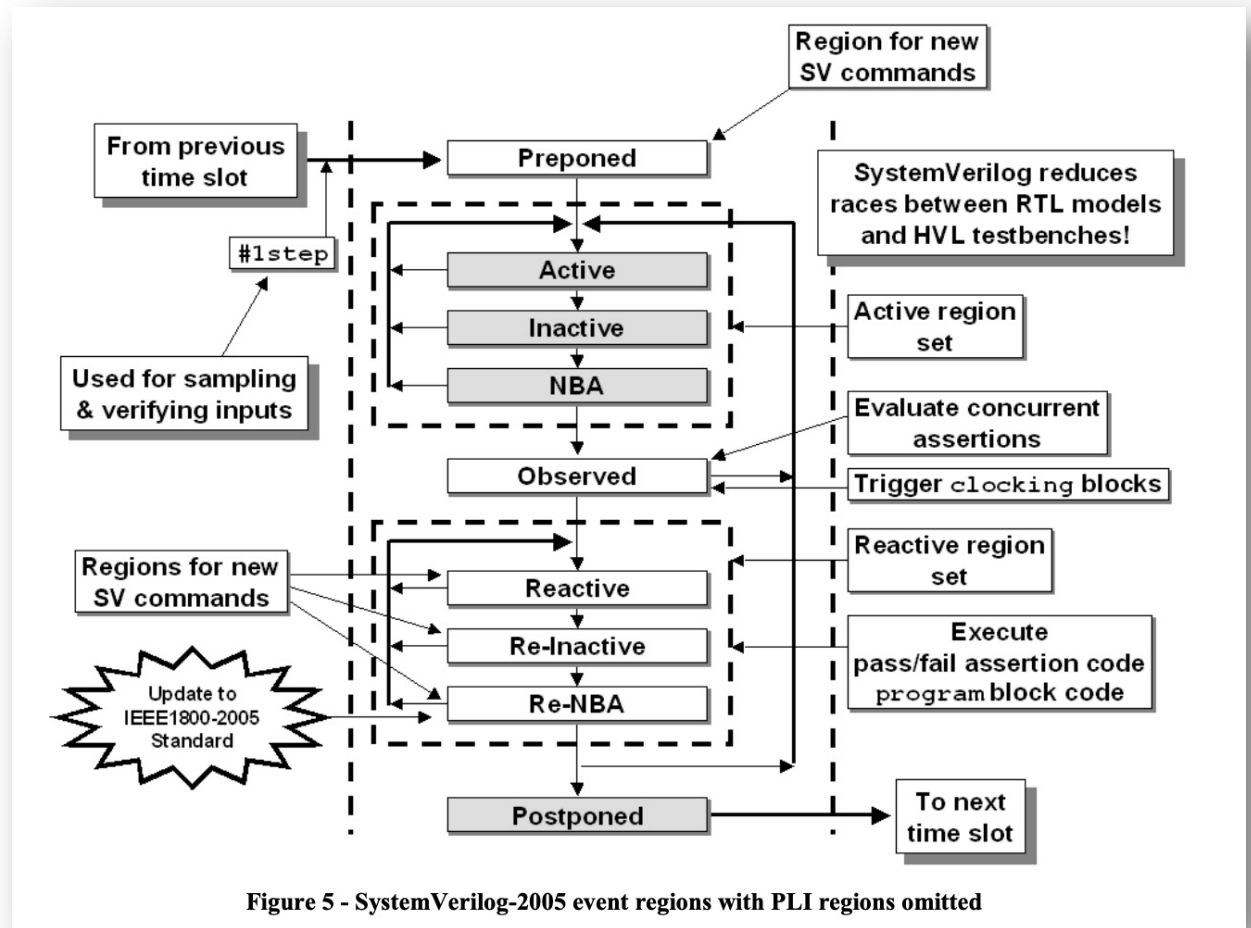 Region for new
SV commands
From previous
time slot
Preponed
SystemVerilog reduces
races between RTL models
and HVL testbenches!
#1step
Active
Inactive
NBA
Active region
set
Used for sampling
& verifying inputs
Evaluate concurrent
assertions
Observed
Trigger clocking blocks
Reactive region
set
Regions for new
SV commands
Reactive
Re-Inactive
Re-NBA
Execute
pass/fail assertion code
program block code
Update to
IEEE1800-2005
Standard
Postponed
To next
time slot
Figure 5 - SystemVerilog-2005 event regions with PLI regions omitted